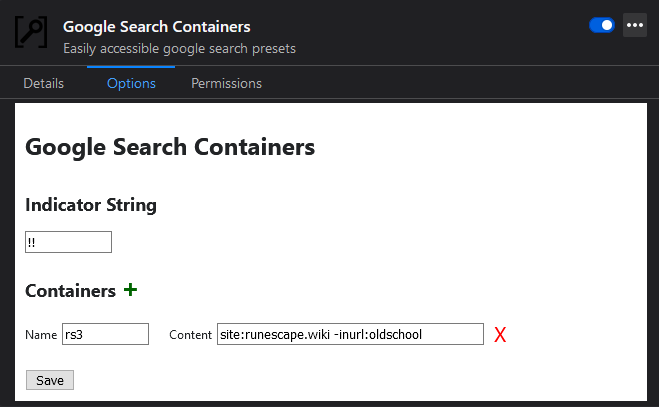 Google Search Containers
Easily accessible google search presets
Details Options Permissions
Google Search Containers
Indicator String
!!
Containers +
Name rs3 Content site:runescape.wiki -inurl:oldschool X
Save